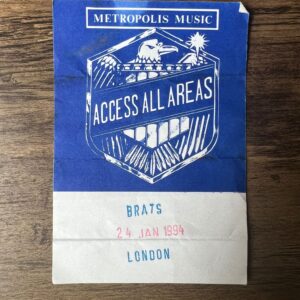 METROPOLIS MUSIC
ACCESS ALL AREAS
BRATS
24 JAN 1994
LONDON